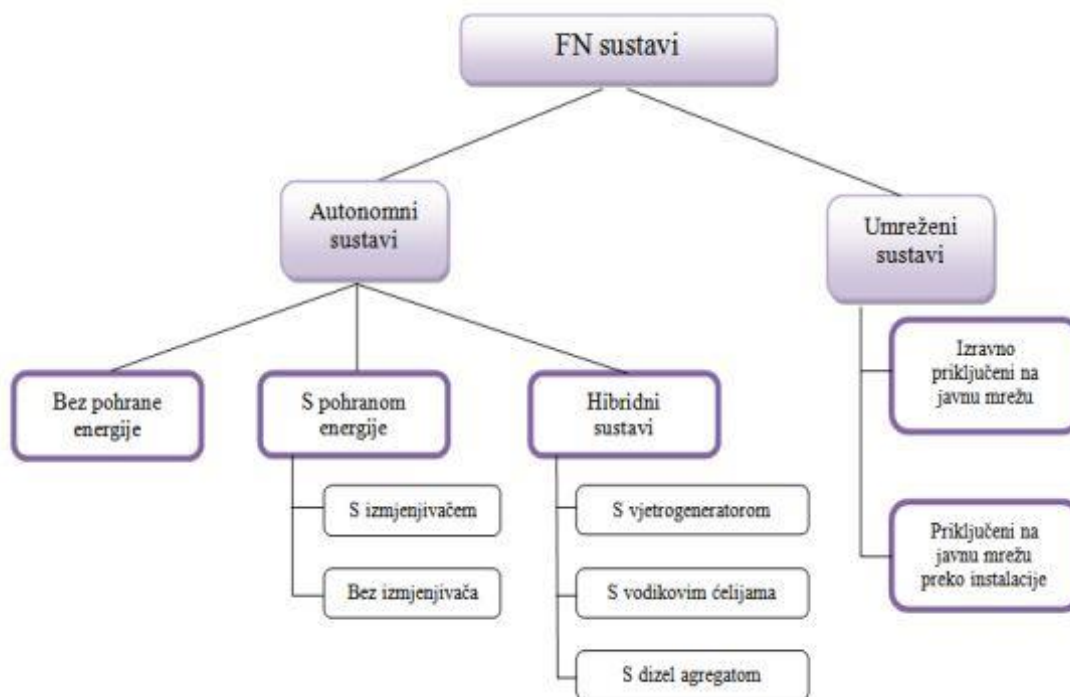 FN sustavi
Autonomni
sustavi
Umreženi
sustavi
Bez pohrane
energije
S pohranom
energije
Hibridni
sustavi
Izravno
priključeni na
javnu mrežu
S izmjenjivačem
S vjetrogeneratorom
Priključeni na
javnu mrežu
preko instalacije
Bez izmjenjivača
S vodikovim ćelijama
S dizel agregatom